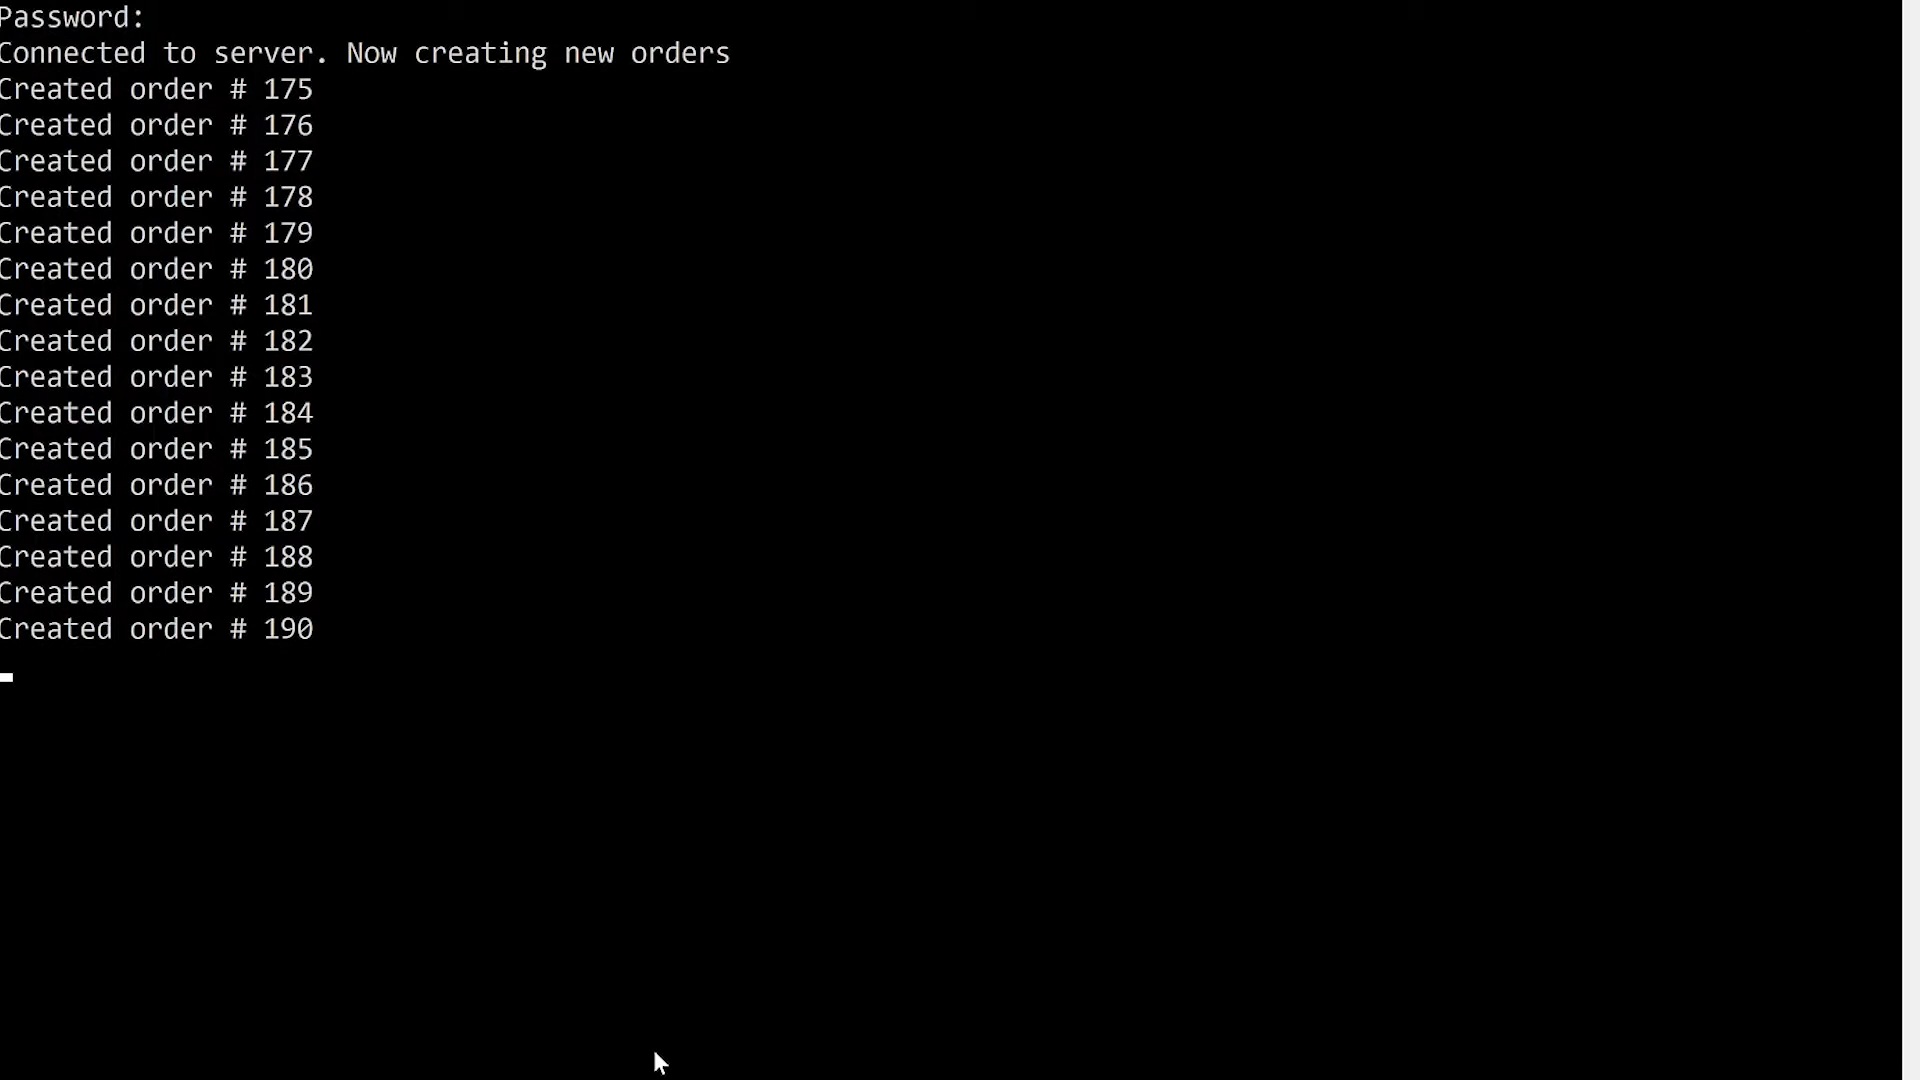 Password:
Connected to server. Now creating new orders
Created order # 175
Created order # 176
Created order # 177
Created order # 178
Created order # 179
Created order # 180
Created order # 181
Created order # 182
Created order # 183
Created order # 184
Created order # 185
Created order # 186
Created order # 187
Created order # 188
Created order # 189
Created order # 190